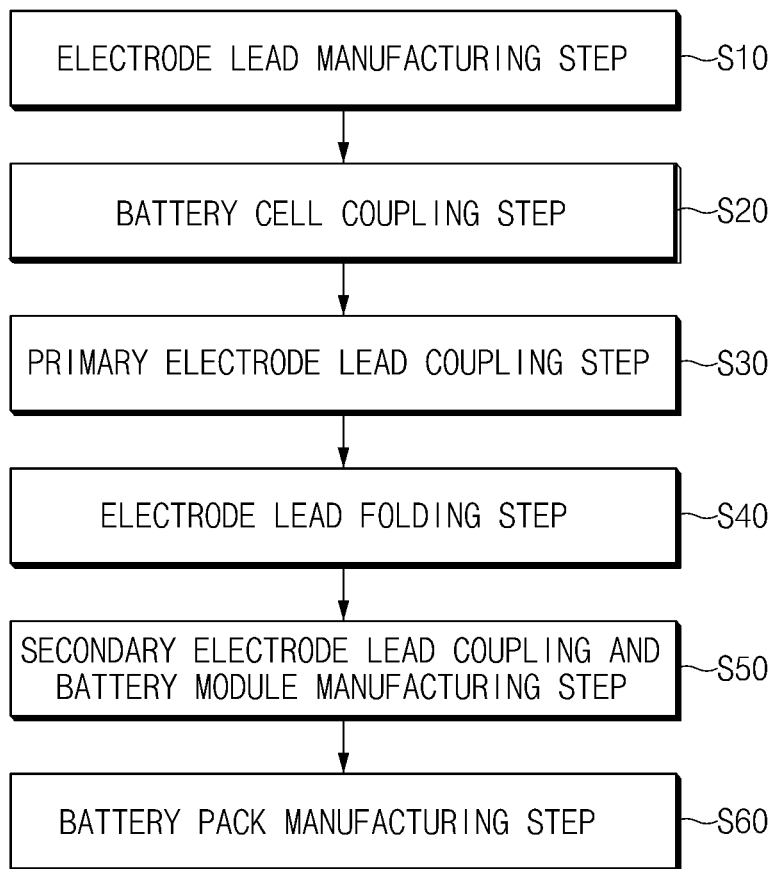 ELECTRODE LEAD MANUFACTURING STEP
S10
BATTERY CELL COUPLING STEP
S20
PRIMARY ELECTRODE LEAD COUPLING STEP
S30
ELECTRODE LEAD FOLDING STEP
S40
SECONDARY ELECTRODE LEAD COUPLING AND
BATTERY MODULE MANUFACTURING STEP
S50
BATTERY PACK MANUFACTURING STEP
S60